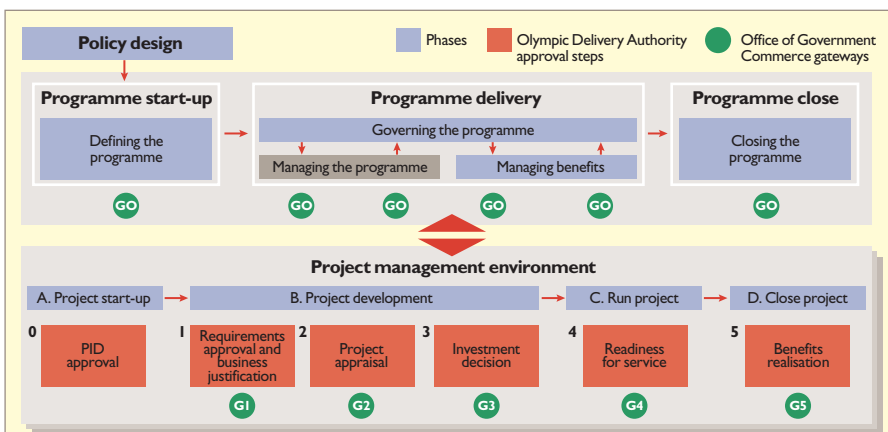 Policy design
Phases
Olympic Delivery Authority
approval steps
Office of Government
Commerce gateways
Programme start-up
Defining the
programme
Programme delivery
Governing the programme
Managing the programme
Managing benefits
Programme close
Closing the
programme
GO
GO
GO
GO
GO
GO
Project management environment
A. Project start-up
B. Project development
C. Run project
D. Close project
0
PID
approval
1
Requirements
approval and
business
justification
2
Project
appraisal
3
Investment
decision
4
Readiness
for service
5
Benefits
realisation
G1
G2
G3
G4
G5